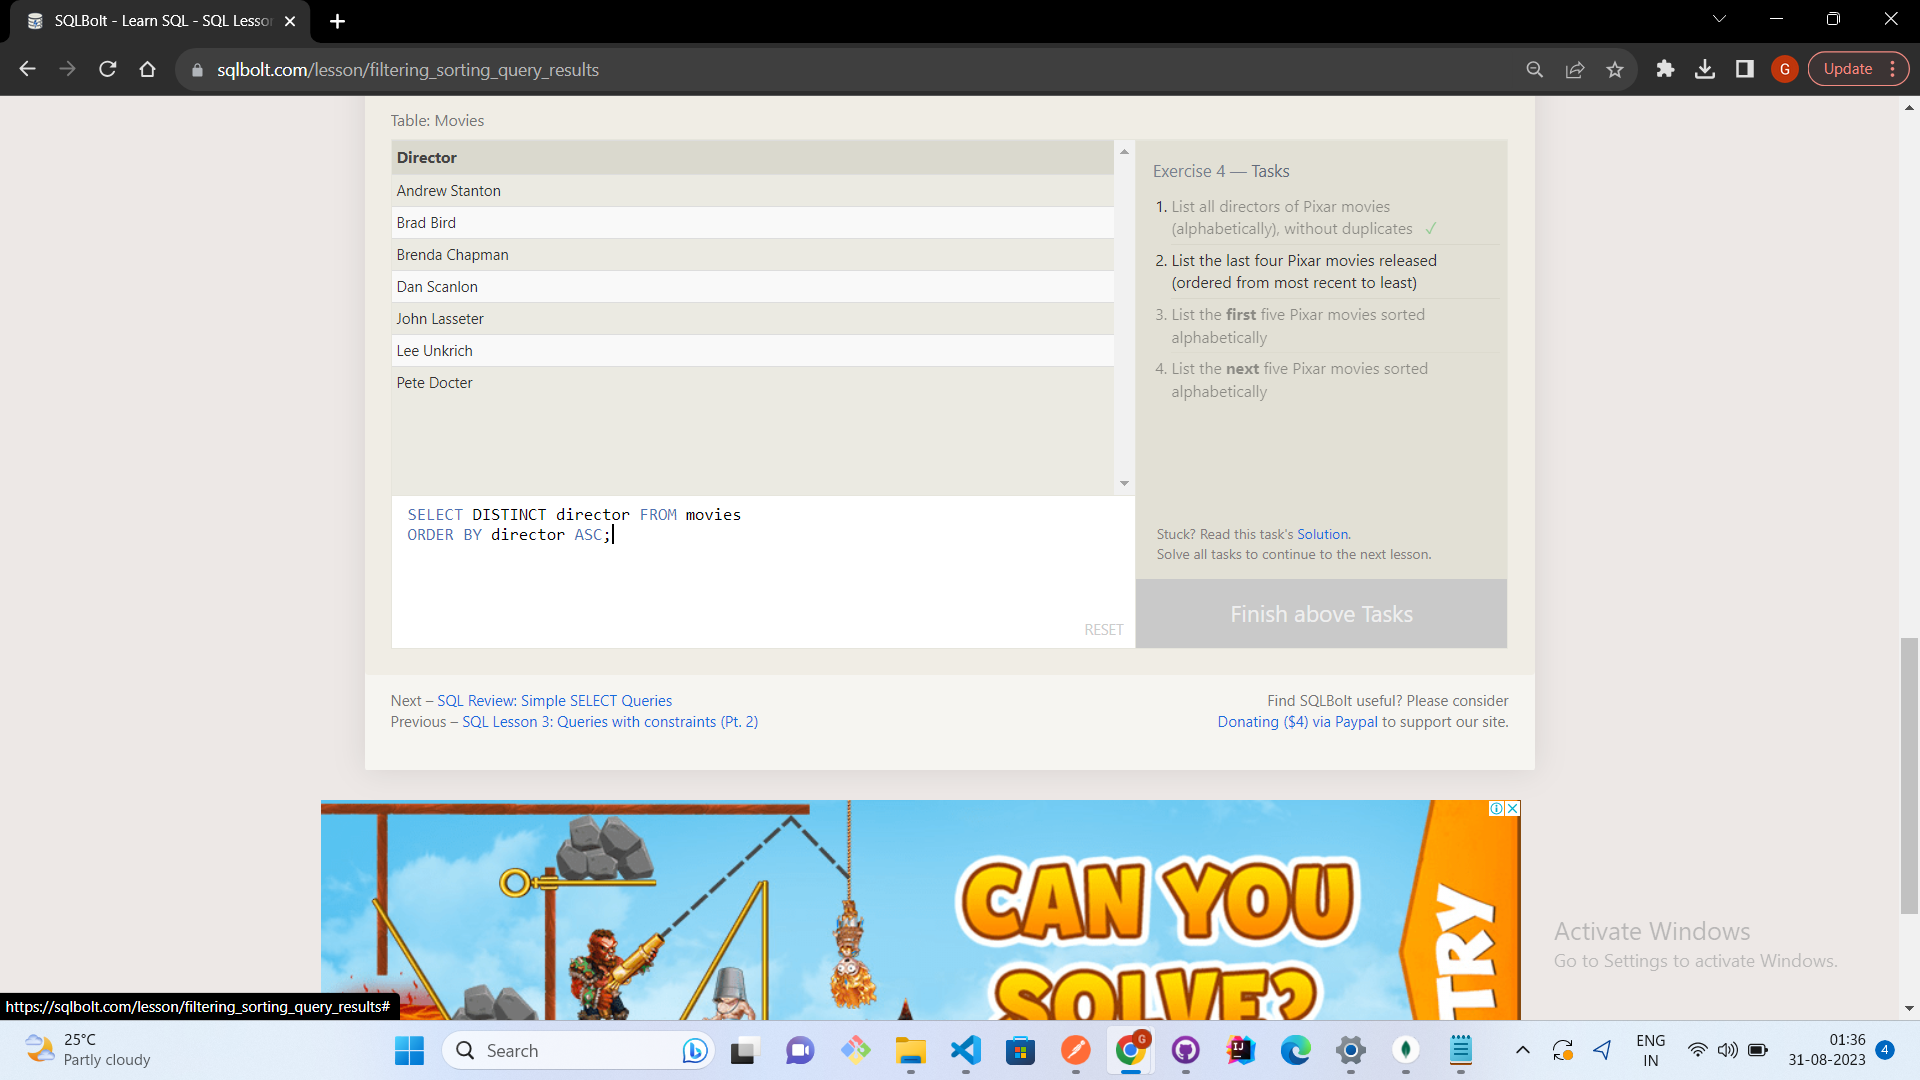 SQLBolt - Learn SQL - SQL Lesson
sqlbolt.com/lesson/filtering_sorting_query_results
G
Update
Table: Movies
Director
Andrew Stanton
Brad Bird
Brenda Chapman
Dan Scanlon
John Lasseter
Lee Unkrich
Pete Docter
SELECT DISTINCT director FROM movies
ORDER BY director ASC;
RESET
Exercise 4 — Tasks
1. List all directors of Pixar movies
(alphabetically), without duplicates ✓
2. List the last four Pixar movies released
(ordered from most recent to least)
3. List the first five Pixar movies sorted
alphabetically
4. List the next five Pixar movies sorted
alphabetically
Stuck? Read this task's Solution.
Solve all tasks to continue to the next lesson.
Finish above Tasks
Next – SQL Review: Simple SELECT Queries
Previous – SQL Lesson 3: Queries with constraints (Pt. 2)
Find SQLBolt useful? Please consider
Donating ($4) via Paypal to support our site.
CAN YOU
SOLVE?
TRY
Activate Windows
Go to Settings to activate Windows.
https://sqlbolt.com/lesson/filtering_sorting_query_results#
25°C
Partly cloudy
Search
G
IJ
ENG
IN
01:36
31-08-2023
4